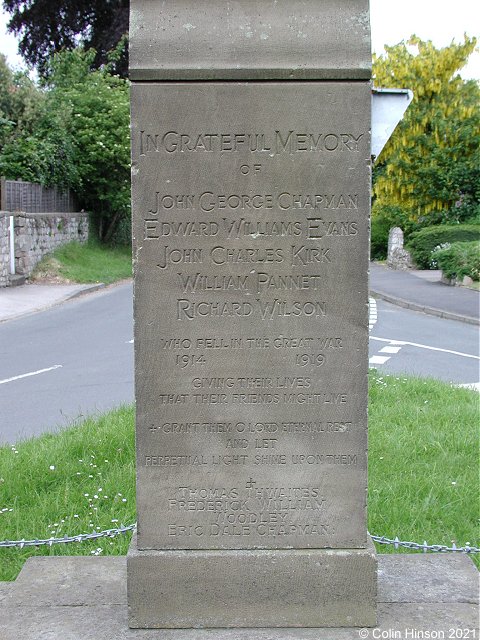 IN GRATEFUL MEMORY
OF
JOHN GEORGE CHAPMAN
EDWARD WILLIAMS EVANS
JOHN CHARLES KIRK
WILLIAM PANNET
RICHARD WILSON
WHO FELL IN THE GREAT WAR
1914 1919
GIVING THEIR LIVES
THAT THEIR FRIENDS MIGHT LIVE
+ GRANT THEM O LORD ETERNAL REST
AND LET
PERPETUAL LIGHT SHINE UPON THEM
+
THOMAS THWAITES
FREDERICK WILLIAM
WOODLEY
ERIC DALE CHAPMAN
© Colin Hinson 2021